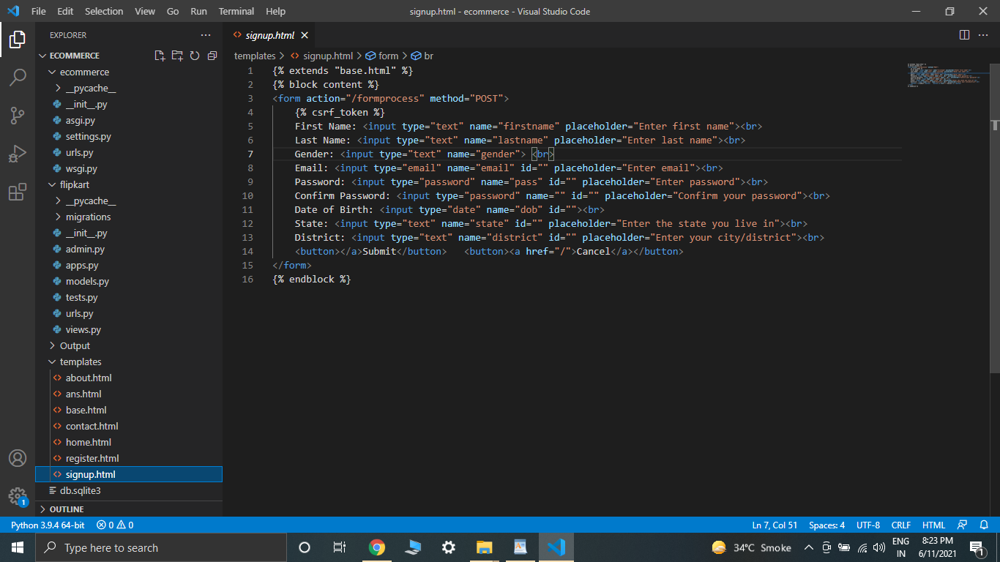 File Edit Selection View Go Run Terminal Help
signup.html - ecommerce - Visual Studio Code
EXPLORER
ECOMMERCE
ecommerce
__pycache__
__init__.py
asgi.py
settings.py
urls.py
wsgi.py
flipkart
__pycache__
migrations
__init__.py
admin.py
apps.py
models.py
tests.py
urls.py
views.py
Output
templates
about.html
ans.html
base.html
contact.html
home.html
register.html
signup.html
db.sqlite3
OUTLINE
1
signup.html
templates > signup.html > form > br
1 {% extends "base.html" %}
2 {% block content %}
3 <form action="/formprocess" method="POST">
4 {% csrf_token %}
5 First Name: <input type="text" name="firstname" placeholder="Enter first name"><br>
6 Last Name: <input type="text" name="lastname" placeholder="Enter last name"><br>
7 Gender: <input type="text" name="gender"> <br>
8 Email: <input type="email" name="email" id="" placeholder="Enter email"><br>
9 Password: <input type="password" name="pass" id="" placeholder="Enter password"><br>
10 Confirm Password: <input type="password" name="" id="" placeholder="Confirm your password"><br>
11 Date of Birth: <input type="date" name="dob" id=""><br>
12 State: <input type="text" name="state" id="" placeholder="Enter the state you live in"><br>
13 District: <input type="text" name="district" id="" placeholder="Enter your city/district"><br>
14 <button></a>Submit</button>   <button><a href="/">Cancel</a></button>
15 </form>
16 {% endblock %}
Python 3.9.4 64-bit 0 0 Ln 7, Col 51 Spaces: 4 UTF-8 CRLF HTML
Type here to search
34°C Smoke
ENG
IN
8:23 PM
6/11/2021
1